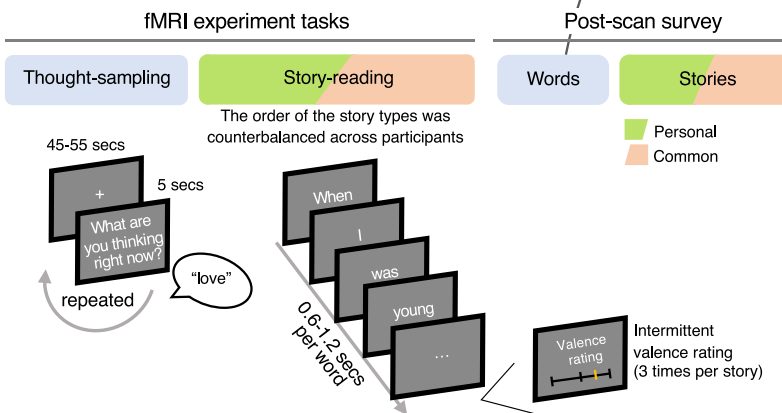 fMRI experiment tasks
Post-scan survey
Thought-sampling
Story-reading
Words
Stories
The order of the story types was
counterbalanced across participants
Personal
Common
45-55 secs
5 secs
+
What are
you thinking
right now?
"love"
repeated
When
I
was
young
...
0.6-1.2 secs
per word
Valence
rating
Intermittent
valence rating
(3 times per story)